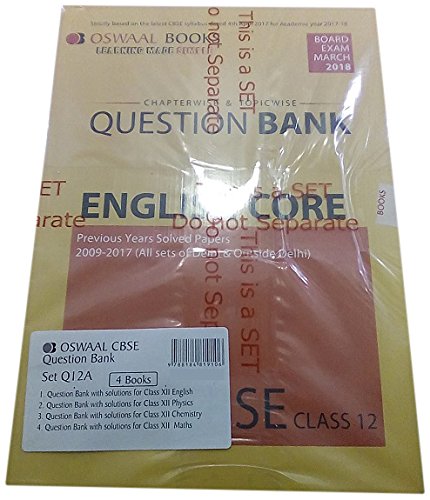 Strictly based on the latest CBSE syllabus 2017 for Academic year 2017-18
OSWAAL BOOKS
LEARNING MADE SIMPLE
BOARD
EXAM
MARCH
2018
This is a SET
Do not Separate
CHAPTERWISE & TOPICWISE
QUESTION BANK
This is a SET
Do not Separate
ENGLISH CORE
BOOKS
Previous Years Solved Papers
2009-2017 (All sets of Delhi & Outside Delhi)
This is a SET
Do not Separate
OSWAAL CBSE
Question Bank
Set Q12A
4 Books
9788184819106
1. Question Bank with solutions for Class XII English
2. Question Bank with solutions for Class XII Physics
3 Question Bank with solutions for Class XII Chemistry
4 Question Bank with solutions for Class XII Maths
SE CLASS 12